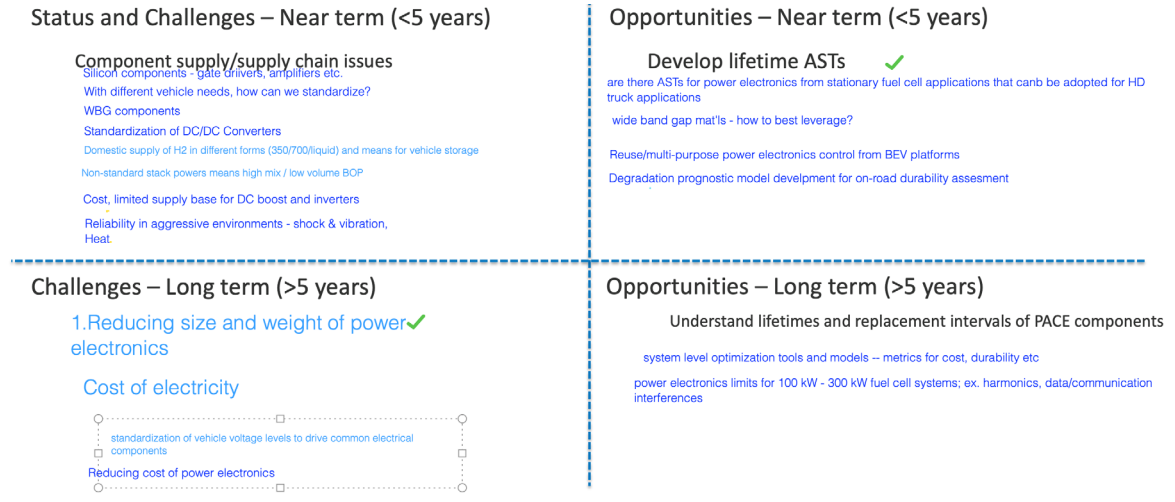 Status and Challenges – Near term (<5 years)
Component supply/supply chain issues
Silicon components - gate driivers, amplifiers etc.
With different vehicle needs, how can we standardize?
WBG components
Standardization of DC/DC Converters
Domestic supply of H2 in different forms (350/700/liquid) and means for vehicle storage
Non-standard stack powers means high mix / low volume BOP
Cost, limited supply base for DC boost and inverters
Reliability in aggressive environments - shock & vibration,
Heat
Opportunities – Near term (<5 years)
Develop lifetime ASTs
are there ASTs for power electronics from stationary fuel cell applications that canb be adopted for HD
truck applications
wide band gap mat'ls - how to best leverage?
Reuse/multi-purpose power electronics control from BEV platforms
Degradation prognostic model develpment for on-road durability assesment
Challenges – Long term (>5 years)
1.Reducing size and weight of power
electronics
Cost of electricity
standardization of vehicle voltage levels to drive common electrical
components
Reducing cost of power electronics
Opportunities – Long term (>5 years)
Understand lifetimes and replacement intervals of PACE components
system level optimization tools and models -- metrics for cost, durability etc
power electronics limits for 100 kW - 300 kW fuel cell systems; ex. harmonics, data/communication
interferences